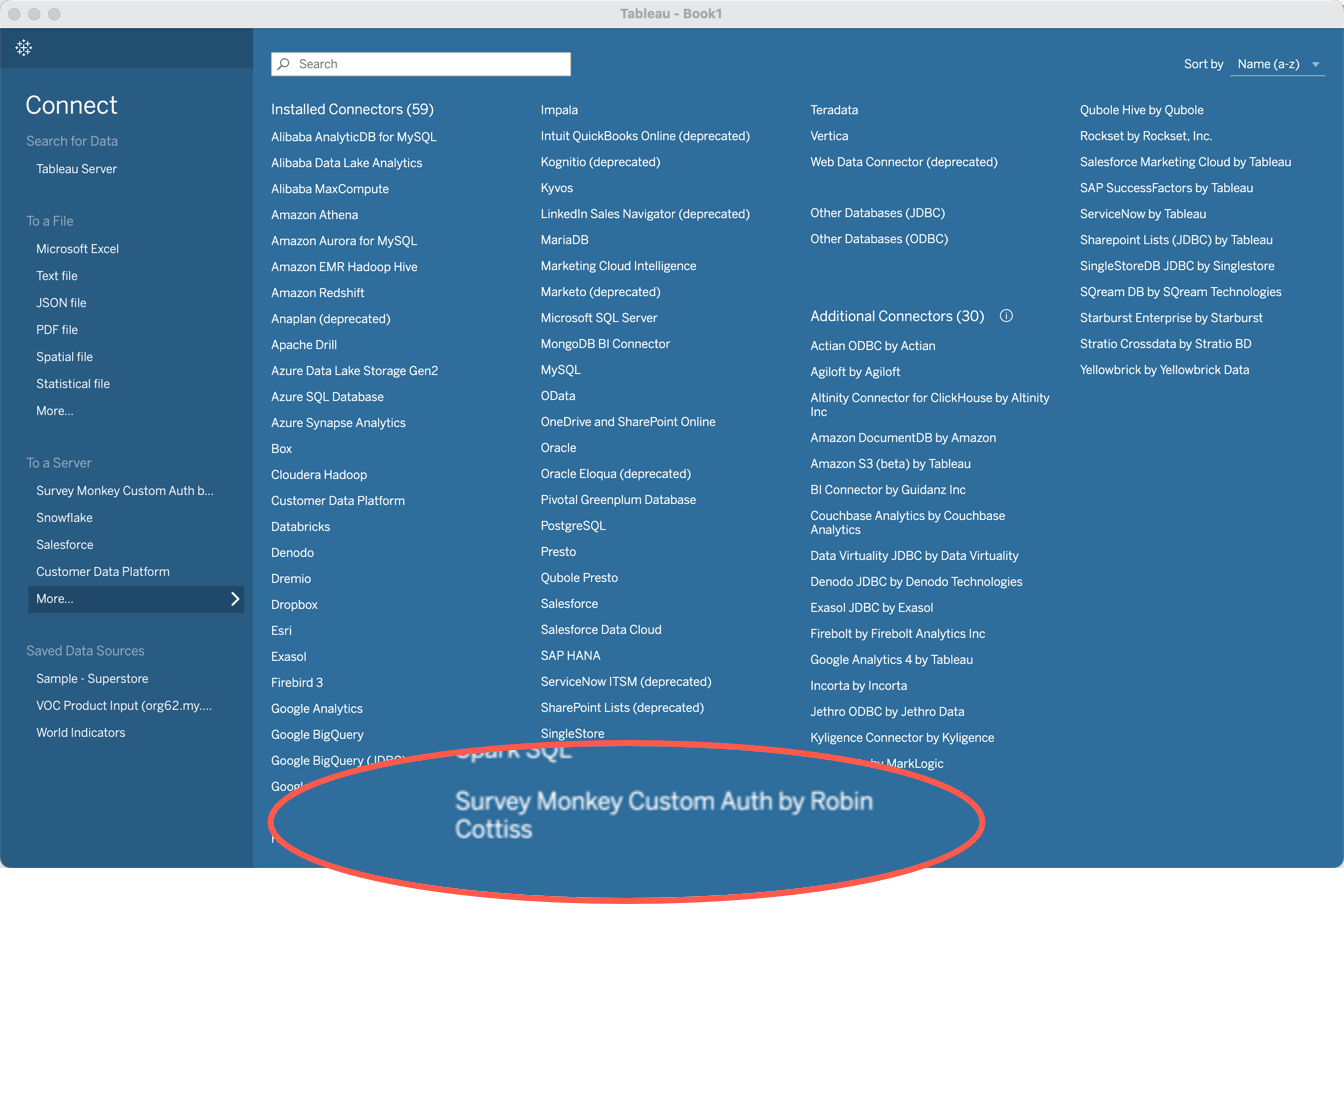 Tableau - Book1
Connect
Search for Data
Tableau Server
To a File
Microsoft Excel
Text file
JSON file
PDF file
Spatial file
Statistical file
More...
To a Server
Survey Monkey Custom Auth b...
Snowflake
Salesforce
Customer Data Platform
More...
Saved Data Sources
Sample - Superstore
VOC Product Input (org62.my....
World Indicators
Search
Sort by Name (a-z)
Installed Connectors (59)
Alibaba AnalyticDB for MySQL
Alibaba Data Lake Analytics
Alibaba MaxCompute
Amazon Athena
Amazon Aurora for MySQL
Amazon EMR Hadoop Hive
Amazon Redshift
Anaplan (deprecated)
Apache Drill
Azure Data Lake Storage Gen2
Azure SQL Database
Azure Synapse Analytics
Box
Cloudera Hadoop
Customer Data Platform
Databricks
Denodo
Dremio
Dropbox
Esri
Exasol
Firebird 3
Google Analytics
Google BigQuery
Google BigQuery (JDBC)
Impala
Intuit QuickBooks Online (deprecated)
Kognitio (deprecated)
Kyvos
LinkedIn Sales Navigator (deprecated)
MariaDB
Marketing Cloud Intelligence
Marketo (deprecated)
Microsoft SQL Server
MongoDB BI Connector
MySQL
OData
OneDrive and SharePoint Online
Oracle
Oracle Eloqua (deprecated)
Pivotal Greenplum Database
PostgreSQL
Presto
Qubole Presto
Salesforce
Salesforce Data Cloud
SAP HANA
ServiceNow ITSM (deprecated)
SharePoint Lists (deprecated)
SingleStore
Spark SQL
Survey Monkey Custom Auth by Robin
Cottiss
Teradata
Vertica
Web Data Connector (deprecated)
Other Databases (JDBC)
Other Databases (ODBC)
Additional Connectors (30)
Actian ODBC by Actian
Agiloft by Agiloft
Altinity Connector for ClickHouse by Altinity
Inc
Amazon DocumentDB by Amazon
Amazon S3 (beta) by Tableau
BI Connector by Guidanz Inc
Couchbase Analytics by Couchbase
Analytics
Data Virtuality JDBC by Data Virtuality
Denodo JDBC by Denodo Technologies
Exasol JDBC by Exasol
Firebolt by Firebolt Analytics Inc
Google Analytics 4 by Tableau
Incorta by Incorta
Jethro ODBC by Jethro Data
Kyligence Connector by Kyligence
by MarkLogic
Qubole Hive by Qubole
Rockset by Rockset, Inc.
Salesforce Marketing Cloud by Tableau
SAP SuccessFactors by Tableau
ServiceNow by Tableau
Sharepoint Lists (JDBC) by Tableau
SingleStoreDB JDBC by Singlestore
SQream DB by SQream Technologies
Starburst Enterprise by Starburst
Stratio Crossdata by Stratio BD
Yellowbrick by Yellowbrick Data